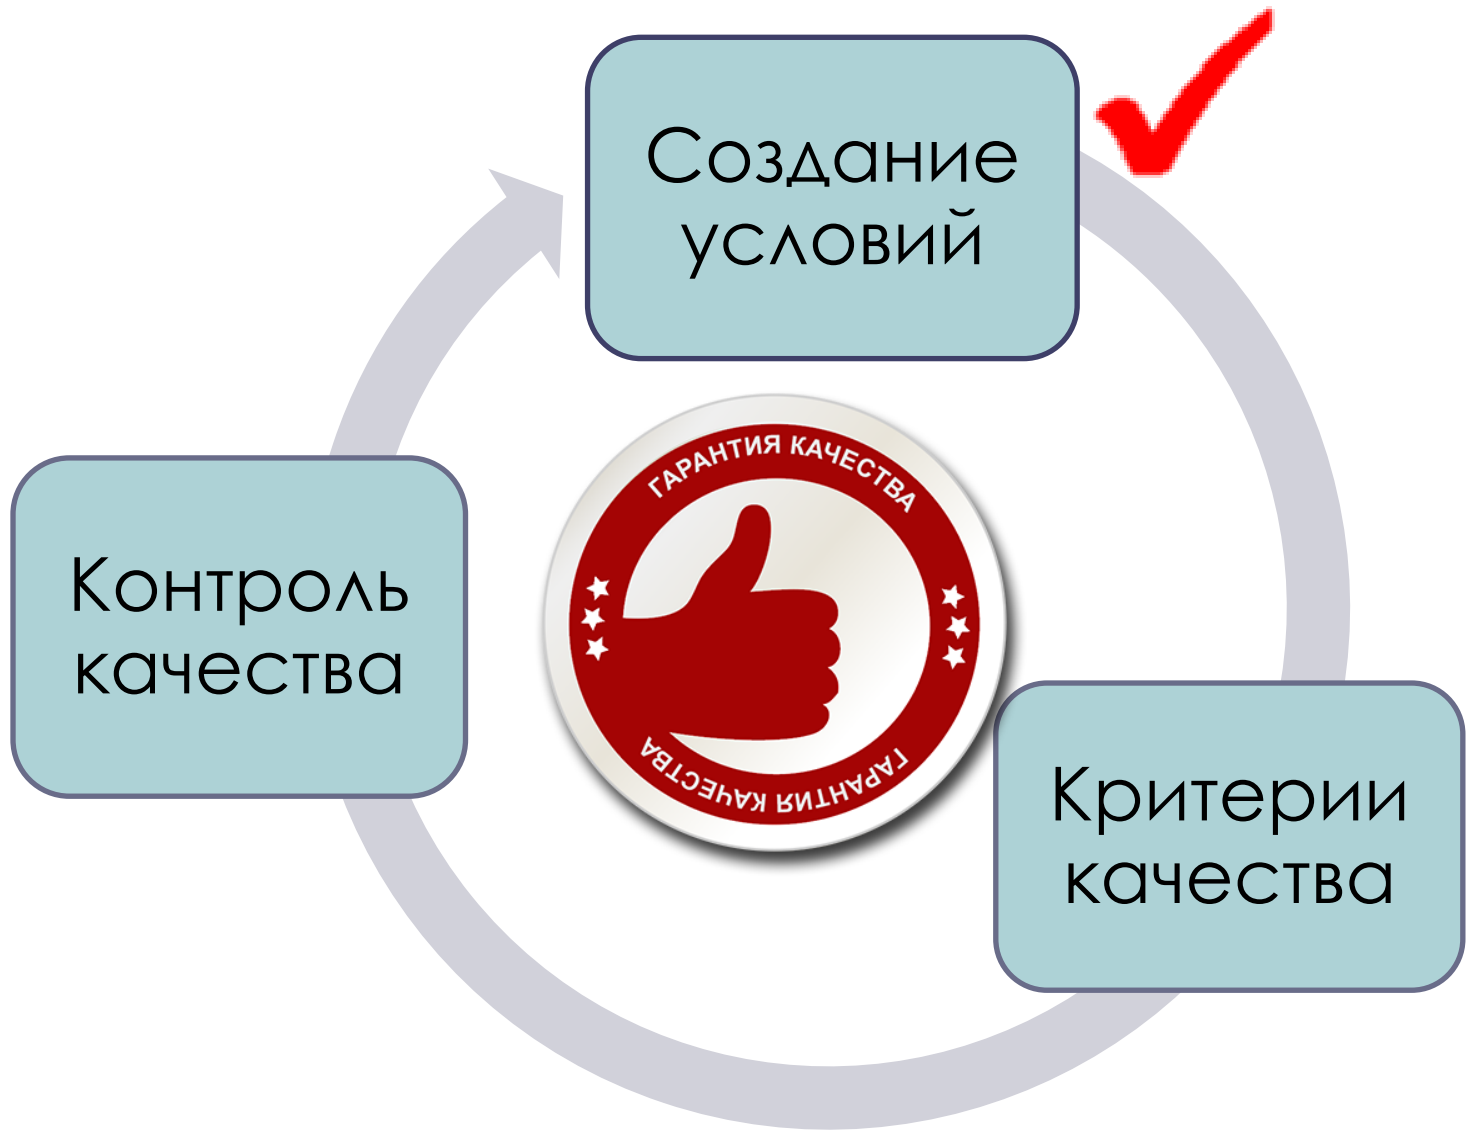 Создание
условий
ГАРАНТИЯ КАЧЕСТВА
Контроль
качества
ГАРАНТИЯ КАЧЕСТВА
Критерии
качества